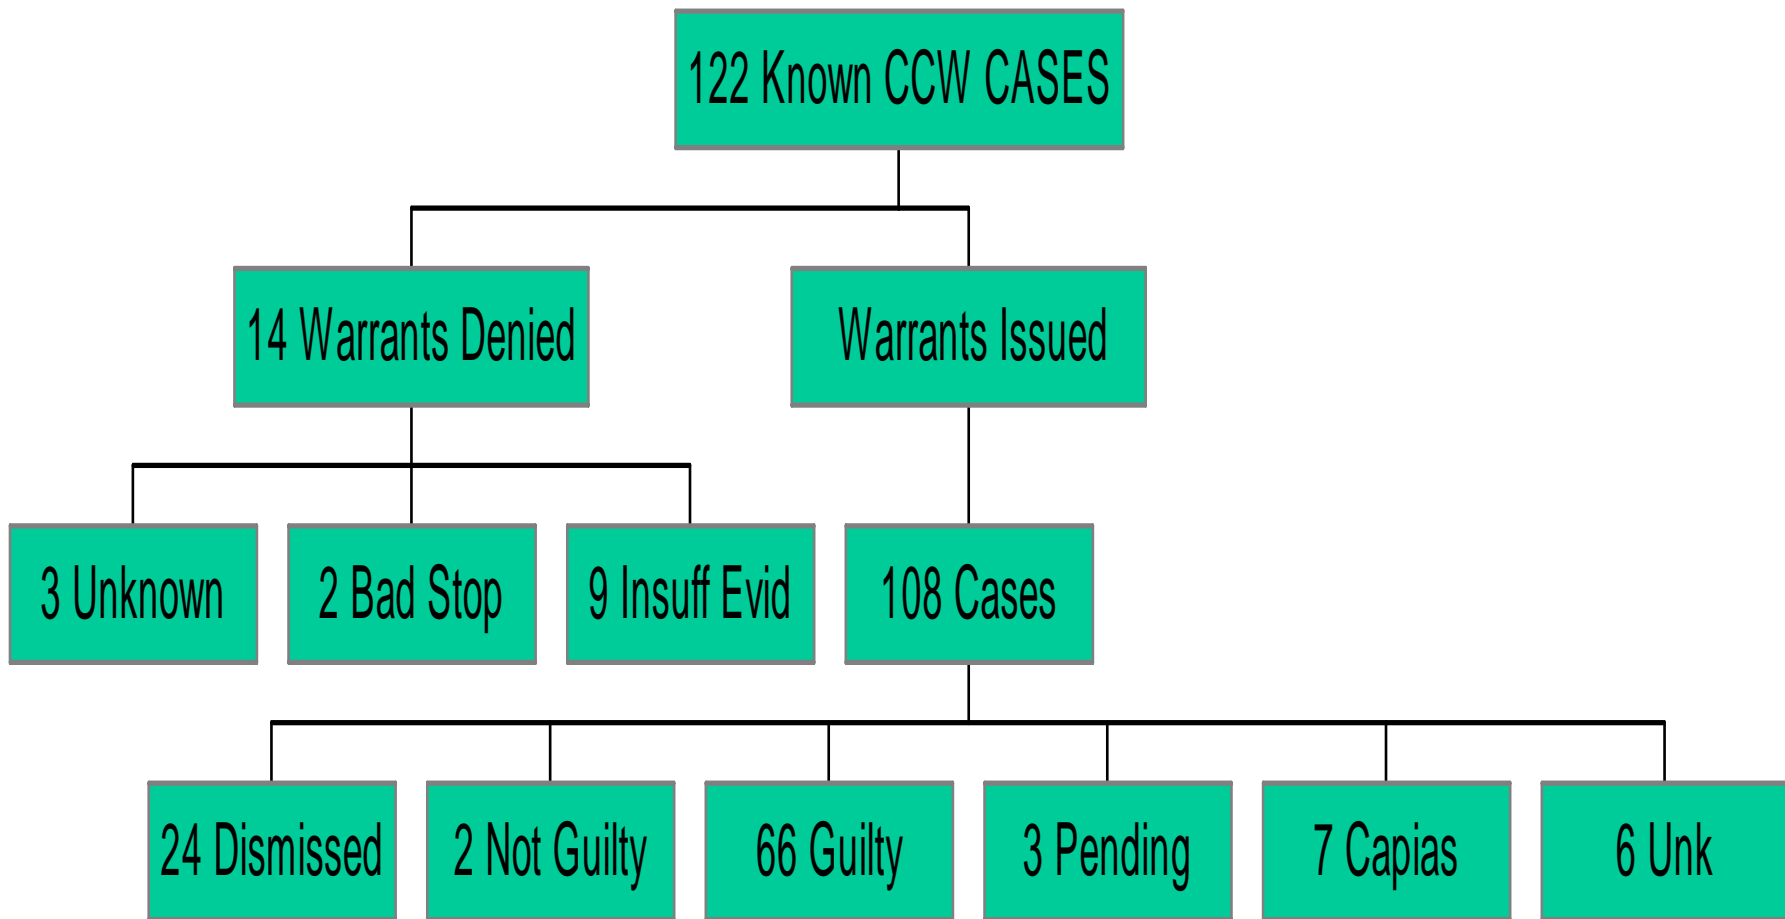 122 Known CCW CASES
14 Warrants Denied
Warrants Issued
3 Unknown
2 Bad Stop
9 Insuff Evid
108 Cases
24 Dismissed
2 Not Guilty
66 Guilty
3 Pending
7 Capias
6 Unk